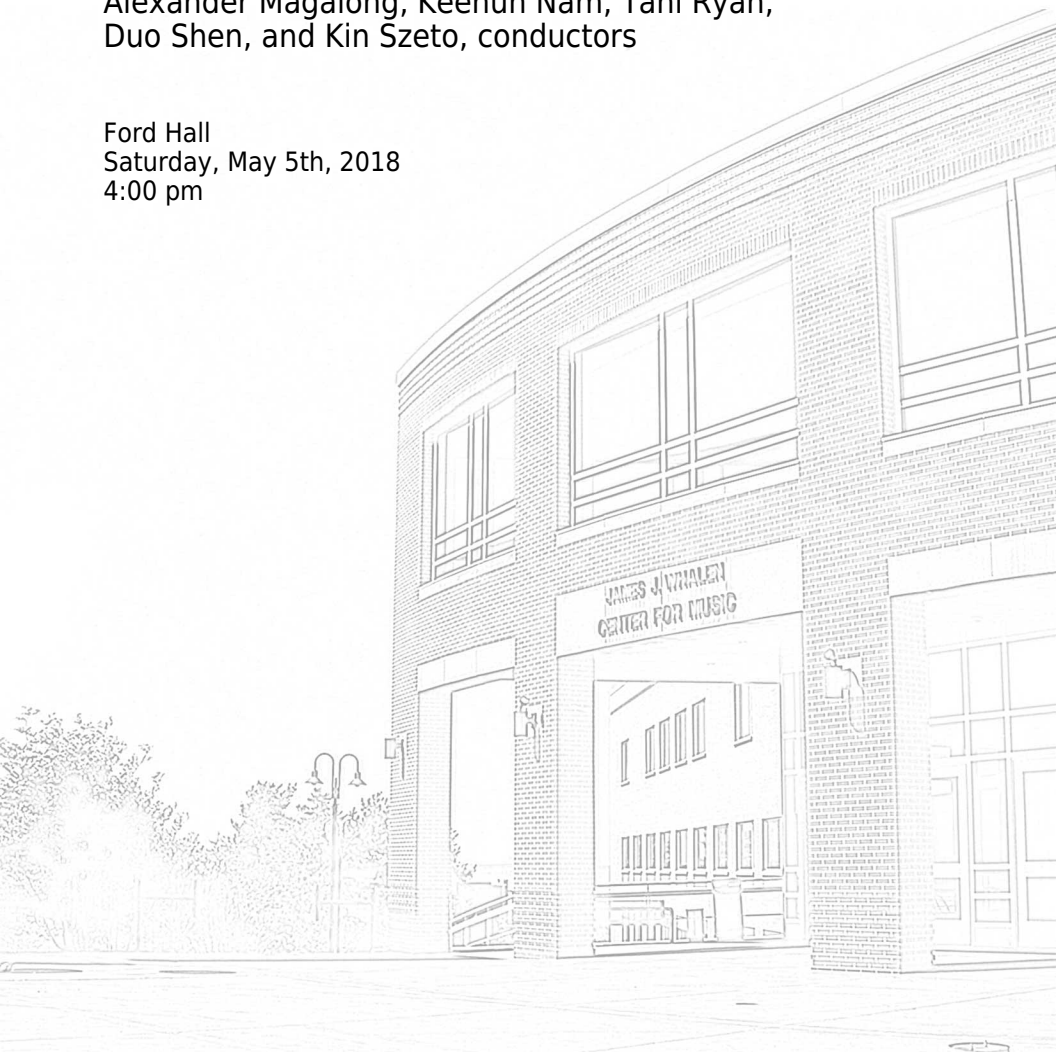 Alexander Magalong, Keehun Nam, Tani Ryan,
Duo Shen, and Kin Szeto, conductors
Ford Hall
Saturday, May 5th, 2018
4:00 pm
JAMES J. WHALEN
CENTER FOR MUSIC